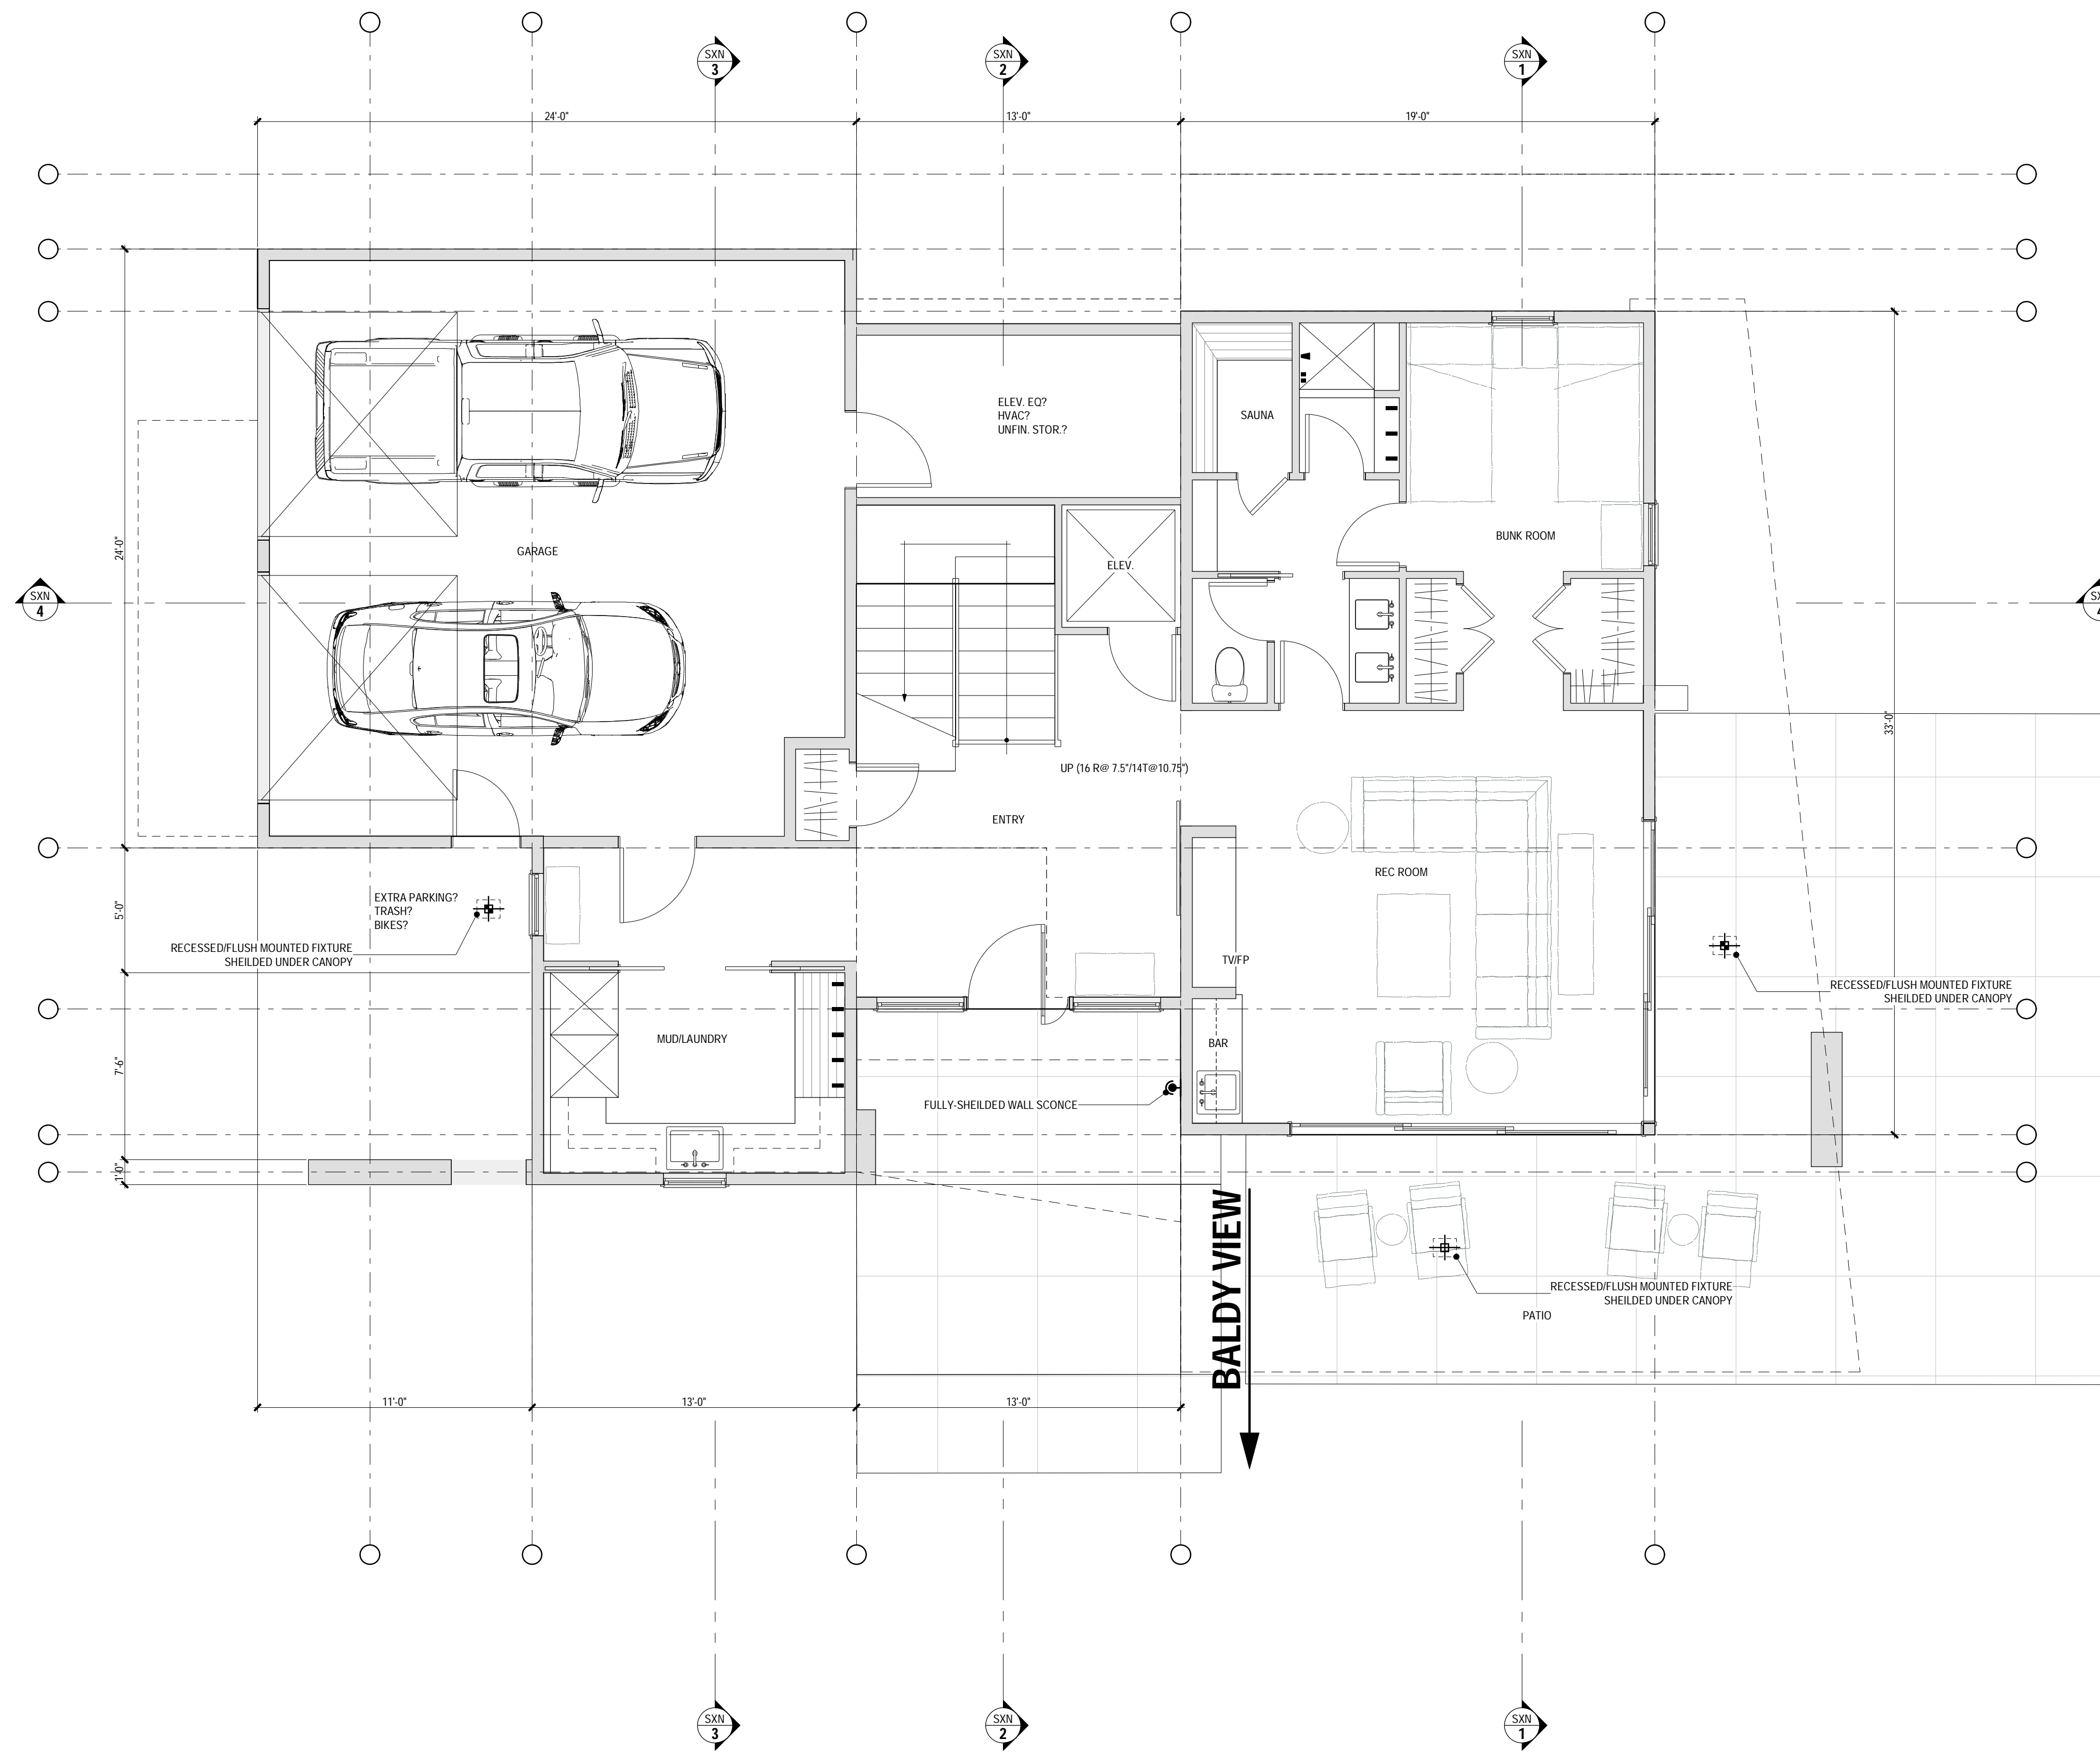 SXN
3
SXN
2
SXN
1
24'-0"
13'-0"
19'-0"
ELEV. EQ?
HVAC?
UNFIN. STOR.?
SAUNA
24'-0"
GARAGE
BUNK ROOM
ELEV.
SXN
4
33'-0"
UP (16 R@ 7.5"/14T@10.75")
ENTRY
REC ROOM
5'-0"
EXTRA PARKING?
TRASH?
BIKES?
RECESSED/FLUSH MOUNTED FIXTURE
SHEILDED UNDER CANOPY
TV/FP
RECESSED/FLUSH MOUNTED FIXTURE
SHEILDED UNDER CANOPY
7'-6"
MUD/LAUNDRY
BAR
FULLY-SHEILDED WALL SCONCE
1'-0"
BALDY VIEW
RECESSED/FLUSH MOUNTED FIXTURE
SHEILDED UNDER CANOPY
PATIO
11'-0"
13'-0"
13'-0"
SXN
3
SXN
2
SXN
1